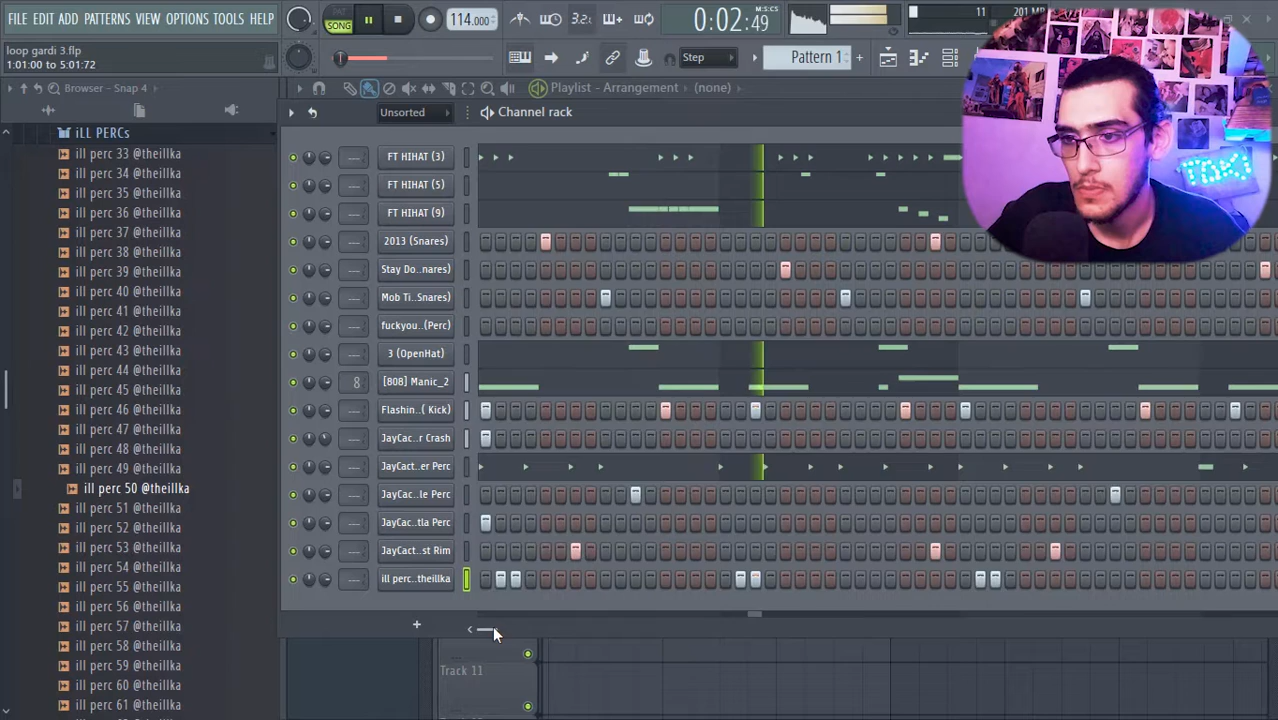 FILE EDIT ADD PATTERNS VIEW OPTIONS TOOLS HELP
loop gardi 3.flp
1:01:00 to 5:01:72
PAT
SONG
114.000
3.2
0:02:49
M:S:CS
11
201 MB
Step
Pattern 1
Browser - Snap 4
Playlist - Arrangement
(none)
Unsorted
Channel rack
iLL PERCs
ill perc 33 @theillka
ill perc 34 @theillka
ill perc 35 @theillka
ill perc 36 @theillka
ill perc 37 @theillka
ill perc 38 @theillka
ill perc 39 @theillka
ill perc 40 @theillka
ill perc 41 @theillka
ill perc 42 @theillka
ill perc 43 @theillka
ill perc 44 @theillka
ill perc 45 @theillka
ill perc 46 @theillka
ill perc 47 @theillka
ill perc 48 @theillka
ill perc 49 @theillka
ill perc 50 @theillka
ill perc 51 @theillka
ill perc 52 @theillka
ill perc 53 @theillka
ill perc 54 @theillka
ill perc 55 @theillka
ill perc 56 @theillka
ill perc 57 @theillka
ill perc 58 @theillka
ill perc 59 @theillka
ill perc 60 @theillka
ill perc 61 @theillka
FT HIHAT (3)
FT HIHAT (5)
FT HIHAT (9)
2013 (Snares)
Stay Do..nares)
Mob Ti..Snares)
fuckyou..(Perc)
3 (OpenHat)
8
[808] Manic_2
Flashin..( Kick)
JayCac..r Crash
JayCact..er Perc
JayCac..le Perc
JayCac..tla Perc
JayCact..st Rim
ill perc..theillka
Track 11